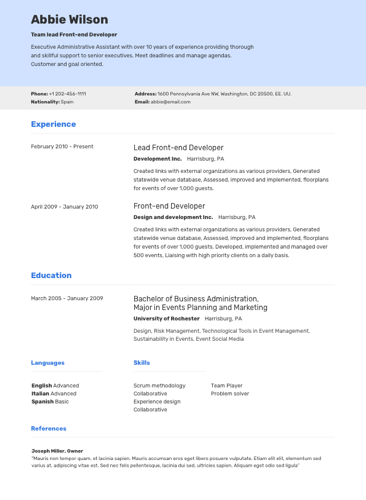 Abbie Wilson
Team lead Front-end Developer
Executive Administrative Assistant with over 10 years of experience providing thorough
and skillful support to senior executives. Meet deadlines and manage agendas.
Customer and goal oriented.
Phone: +1 202-456-1111
Address: 1600 Pennsylvania Ave NW, Washington, DC 20500, EE. UU.
Nationality: Spain
Email: abbie@email.com
Experience
February 2010 - Present
Lead Front-end Developer
Development Inc. Harrisburg, PA
Created links with external organizations as various providers, Generated
statewide venue database, Assessed, improved and implemented, floorplans
for events of over 1,000 guests.
April 2009 - January 2010
Front-end Developer
Design and development Inc. Harrisburg, PA
Created links with external organizations as various providers, Generated
statewide venue database, Assessed, improved and implemented, floorplans
for events of over 1,000 guests, Developed, implemented and managed over
500 events. Liaising with high priority clients on a daily basis.
Education
March 2005 - January 2009
Bachelor of Business Administration,
Major in Event Planning and Marketing
University of Rochester Harrisburg, PA
Design, Risk Management, Technological Tools in Event Management,
Sustainability in Events, Event Social Media
Languages
English Advanced
Italian Advanced
Spanish Basic
Skills
Scrum methodology
Collaborative
Experience design
Collaborative
Team Player
Problem solver
References
Joseph Miller, Owner
"Mauris non tempor quam, et lacinia sapien. Mauris accumsan eros eget libero posuere vulputate. Etiam elit elit, elementum sed
varius at, adipiscing vitae est. Sed nec felis pellentesque, lacinia dui sed, ultricies sapien. Aliquam eget odio sed ligula"